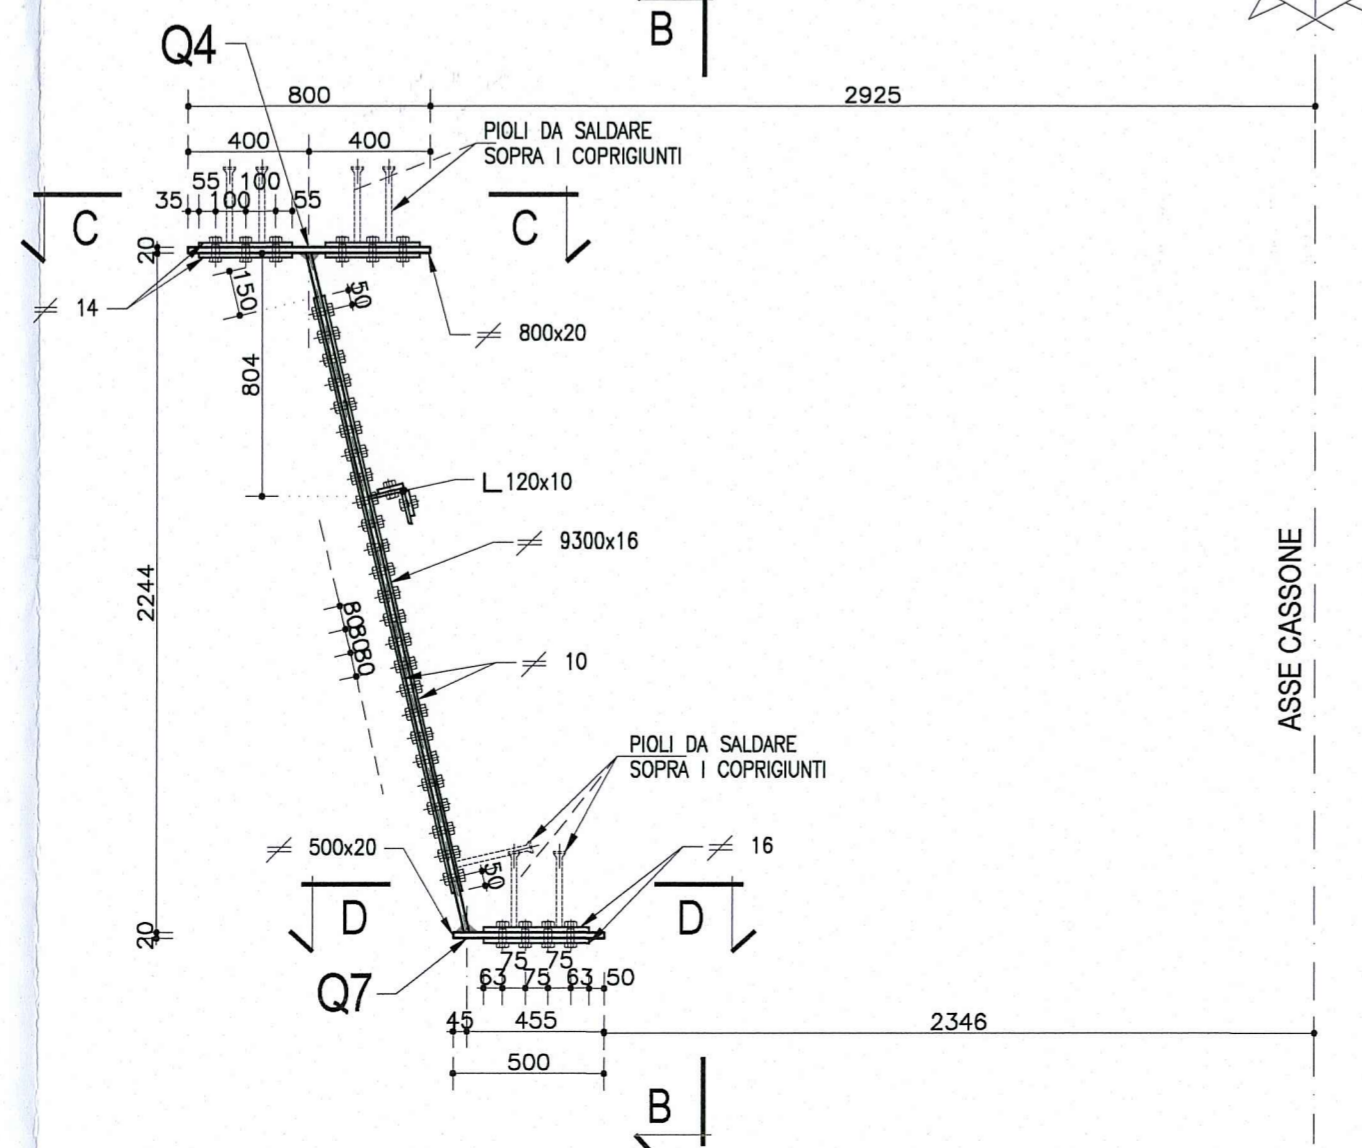 B
Q4
800
2925
400
400
PIOLI DA SALDARE
SOPRA I COPRIGIUNTI
55
100
35
100
55
C
C
20
150
50
14
800x20
804
L 120x10
9300x16
2244
808080
10
ASSE CASSONE
PIOLI DA SALDARE
SOPRA I COPRIGIUNTI
500x20
16
50
D
D
20
75
75
63
75
63
50
Q7
45
455
2346
500
B